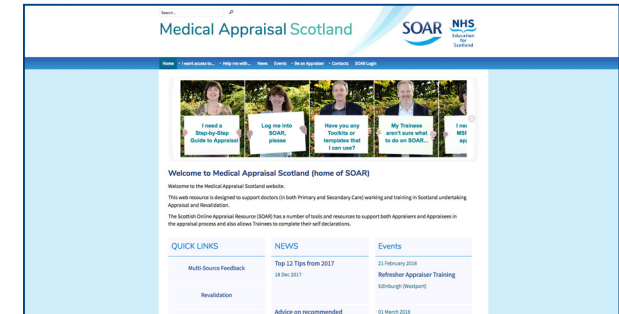 Search...
Medical Appraisal Scotland
SOAR
NHS
Education
for
Scotland
Home
I want access to...
Help me with...
News
Events
Be an Appraiser
Contacts
SOAR Login
I need a
Step-by-Step
Guide to Appraisal
Log me into
SOAR,
please
Have you any
Toolkits or
templates that
I can use?
My Trainees
aren't sure what
to do on SOAR...
Welcome to Medical Appraisal Scotland (home of SOAR)
Welcome to the Medical Appraisal Scotland website.
This web resource is designed to support doctors (in both Primary and Secondary Care) working and training in Scotland undertaking
Appraisal and Revalidation.
The Scottish Online Appraisal Resource (SOAR) has a number of tools and resources to support both Appraisers and Appraisees in
the appraisal process and also allows Trainees to complete their self declarations.
QUICK LINKS
Multi-Source Feedback
Revalidation
NEWS
Top 12 Tips from 2017
18 Dec 2017
Advice on recommended
Events
21 February 2018
Refresher Appraiser Training
Edinburgh (Westport)
01 March 2018